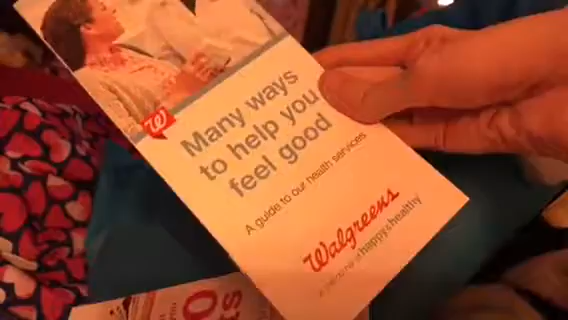 W
Many ways
to help you
feel good
A guide to our health services
Walgreens
at the corner of happy & healthy